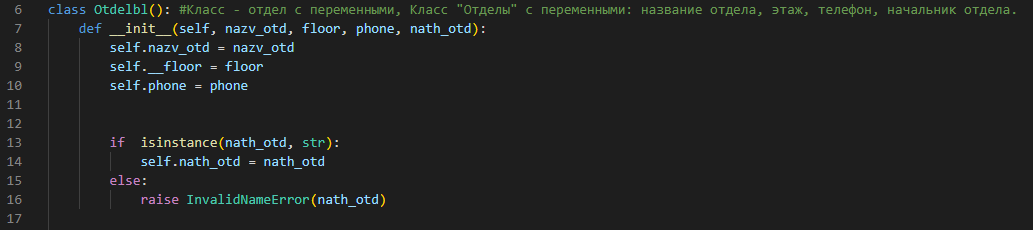 6 class Otdelbl(): #Класс - отдел с переменными, Класс "Отделы" с переменными: название отдела, этаж, телефон, начальник отдела.
7     def __init__(self, nazv_otd, floor, phone, nath_otd):
8         self.nazv_otd = nazv_otd
9         self.__floor = floor
10         self.phone = phone
11
12
13         if  isinstance(nath_otd, str):
14             self.nath_otd = nath_otd
15         else:
16             raise InvalidNameError(nath_otd)
17